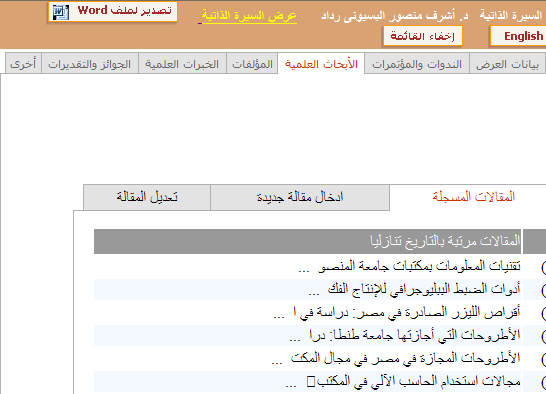 السيرة الذاتية د. أشرف منصور البسيونى رداد عرض السيرة الذاتية تصدير لملف Word
English إخفاء القائمة
بيانات العرض الندوات والمؤتمرات الأبحاث العلمية المؤلفات الخبرات العلمية الجوائز والتقديرات أخرى
المقالات المسجلة ادخال مقالة جديدة تعديل المقالة
المقالات مرتبة بالتاريخ تنازليا
تقنيات المعلومات بمكتبات جامعة المنصو ...
أدوات الضبط الببليوجرافي للإنتاج الفك ...
أقراص الليزر الصادرة في مصر: دراسة في ا ...
الأطروحات التي أجازتها جامعة طنطا: درا ...
الأطروحات المجازة في مصر في مجال المكت ...
مجالات استخدام الحاسب الآلي في المكتب ...